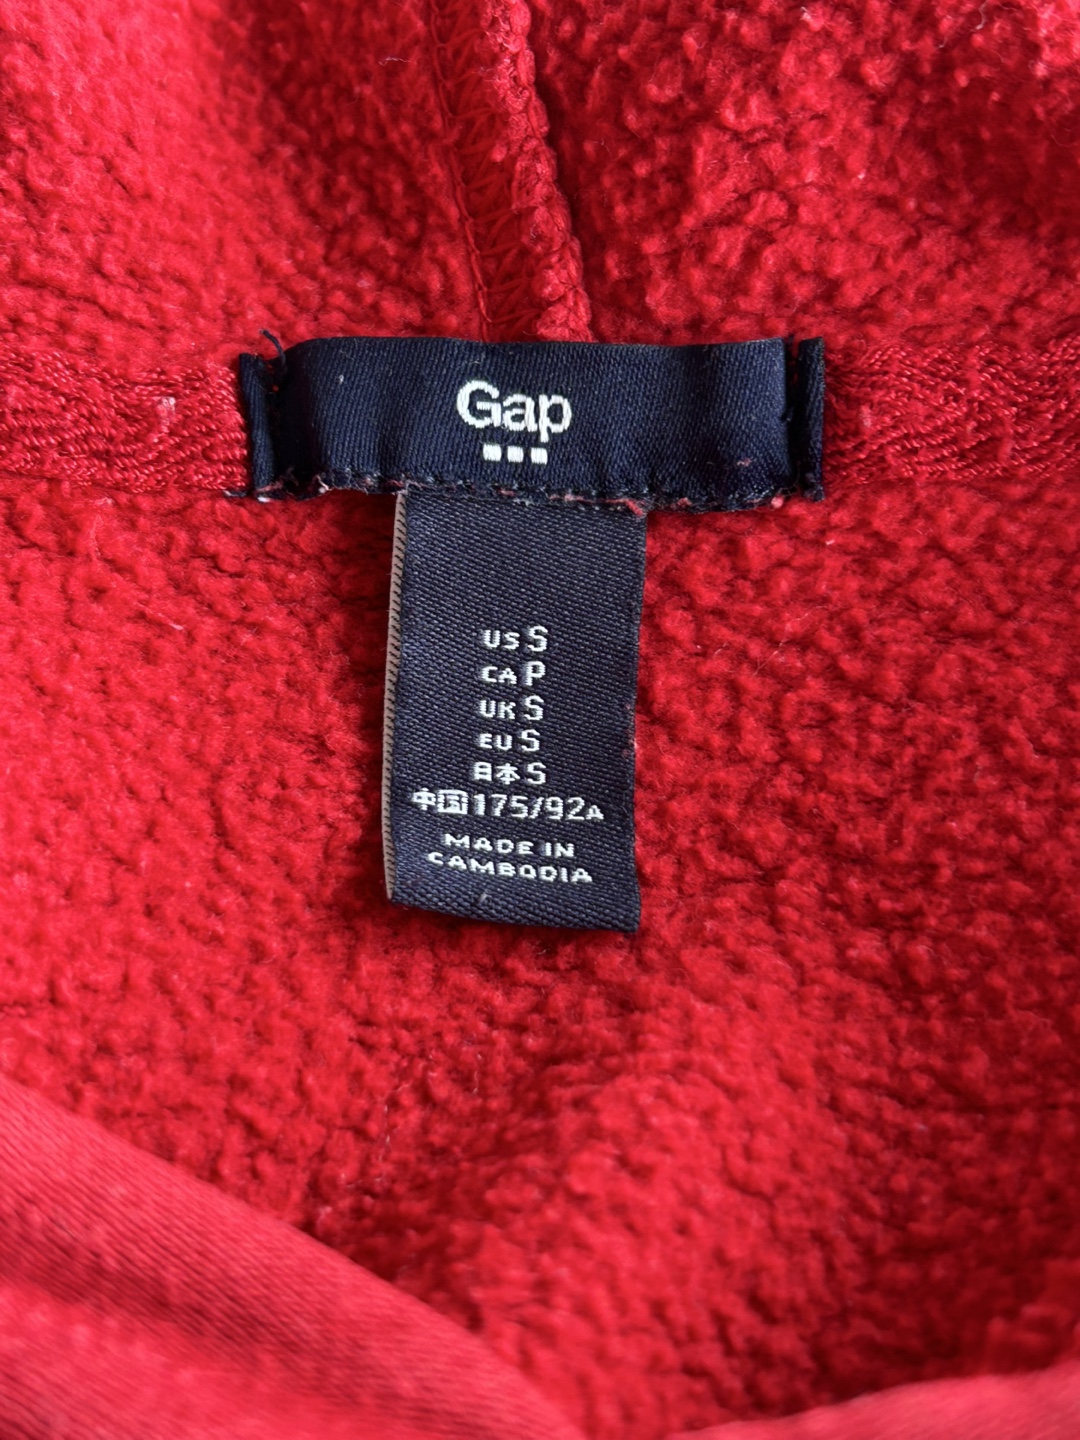 Gap
US S
CA P
UK S
EU S
日本 S
中国 175/92A
MADE IN
CAMBODIA